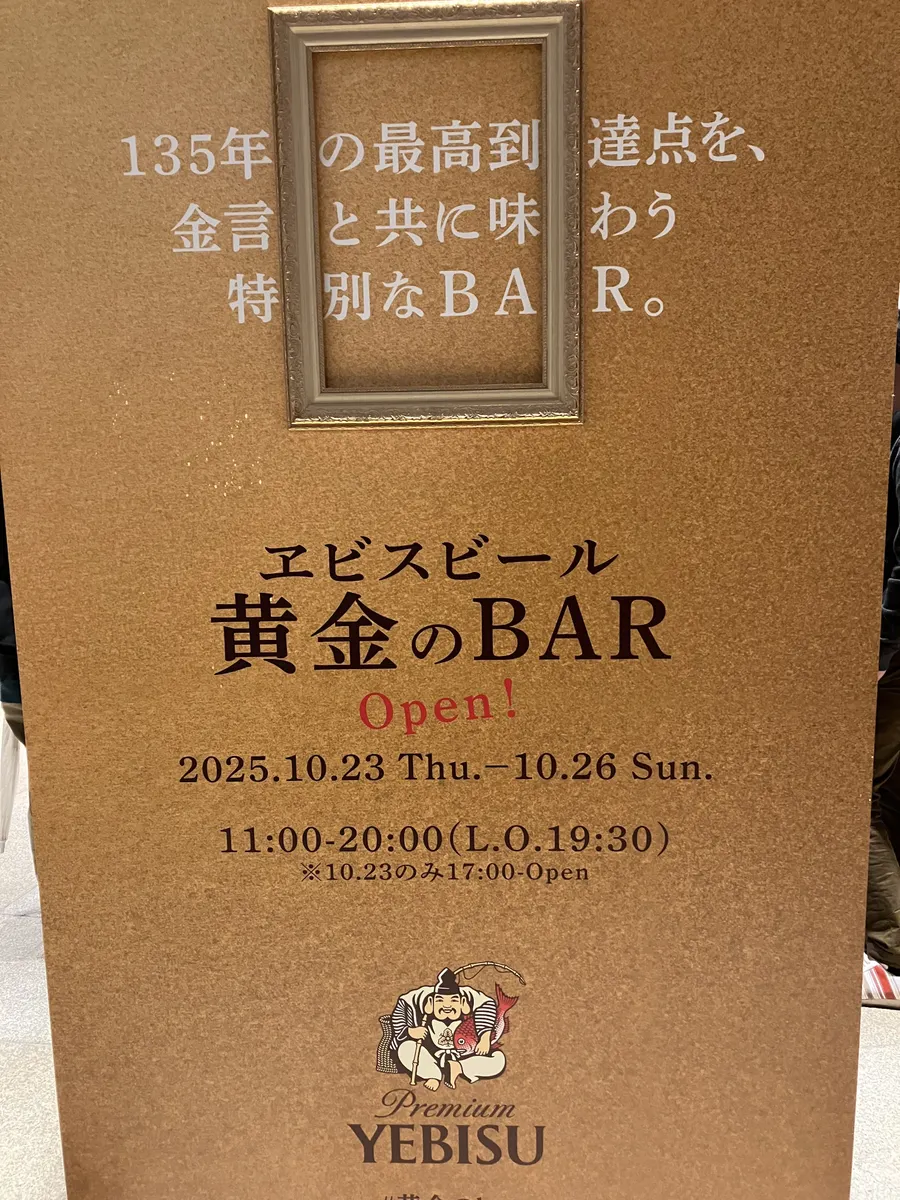 135年の最高到達点を、
金言と共に味わう
特別なBAR。
ヱビスビール
黄金のBAR
Open!
2025.10.23 Thu.–10.26 Sun.
11:00-20:00(L.O.19:30)
※10.23のみ17:00-Open
Premium
YEBISU